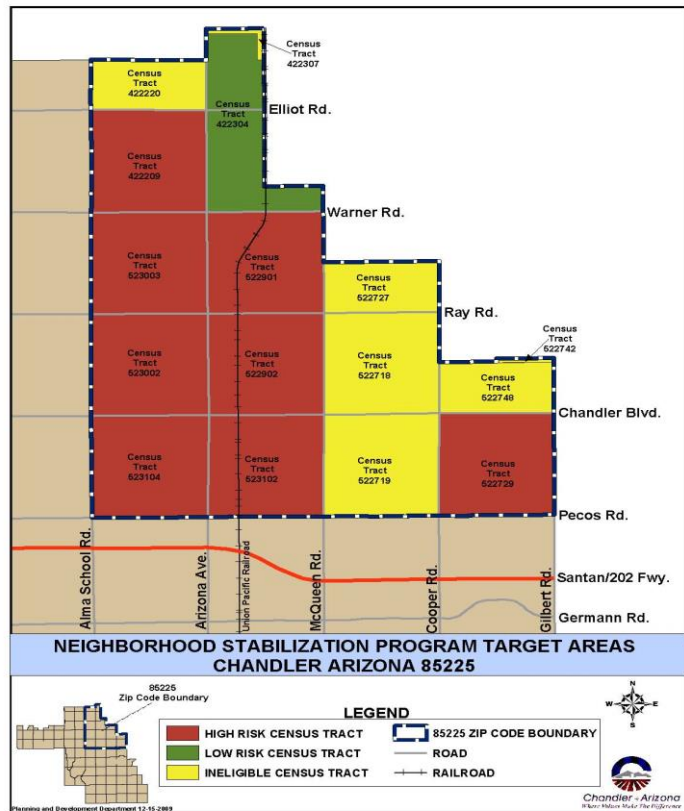 Census
Tract
422307
Census
Tract
422220
Census
Tract
422304
Elliot Rd.
Census
Tract
422209
Warner Rd.
Census
Tract
523003
Census
Tract
522901
Census
Tract
522727
Ray Rd.
Census
Tract
522742
Census
Tract
523002
Census
Tract
522902
Census
Tract
522718
Census
Tract
522748
Chandler Blvd.
Census
Tract
523104
Census
Tract
523102
Census
Tract
522719
Census
Tract
522729
Pecos Rd.
Alma School Rd.
Arizona Ave.
Union Pacific Railroad
McQueen Rd.
Cooper Rd.
Gilbert Rd.
Santan/202 Fwy.
Germann Rd.
NEIGHBORHOOD STABILIZATION PROGRAM TARGET AREAS
CHANDLER ARIZONA 85225
85225
Zip Code Boundary
N
W
E
S
LEGEND
HIGH RISK CENSUS TRACT
85225 ZIP CODE BOUNDARY
LOW RISK CENSUS TRACT
ROAD
INELIGIBLE CENSUS TRACT
RAILROAD
Chandler • Arizona
Where Values Make The Difference
Planning and Development Department 12-15-2009